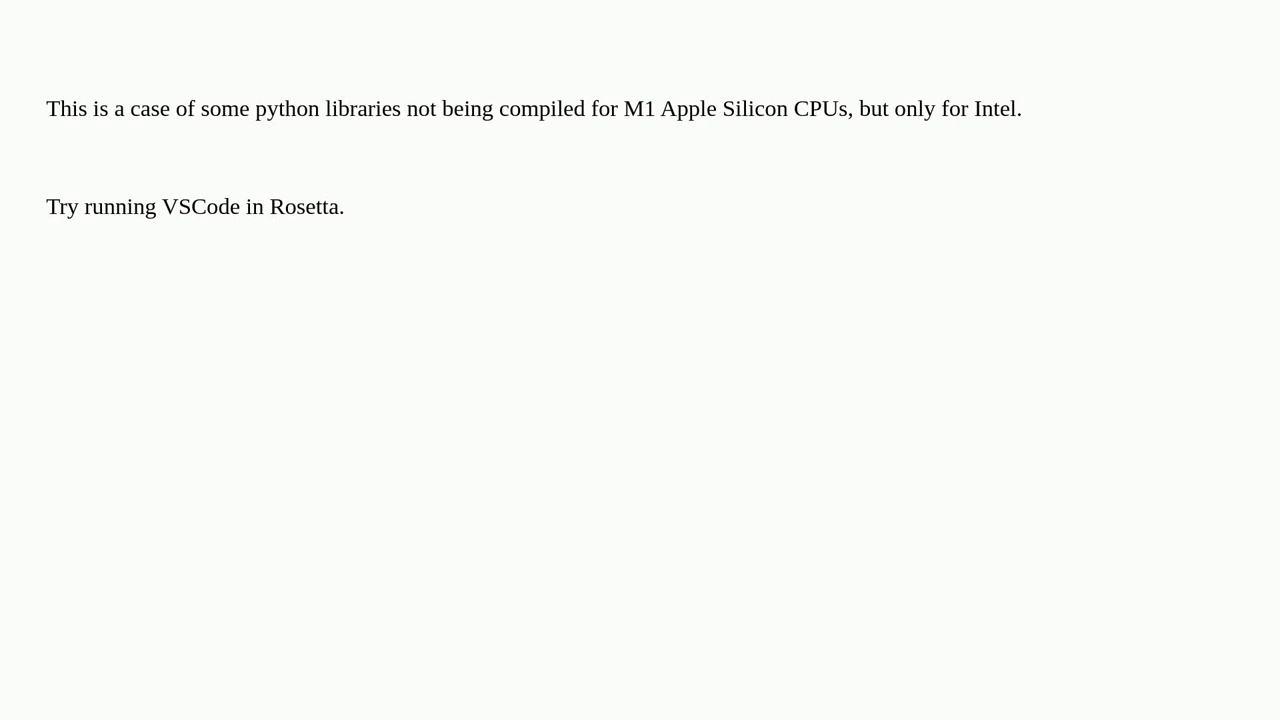 This is a case of some python libraries not being compiled for M1 Apple Silicon CPUs, but only for Intel.
Try running VSCode in Rosetta.